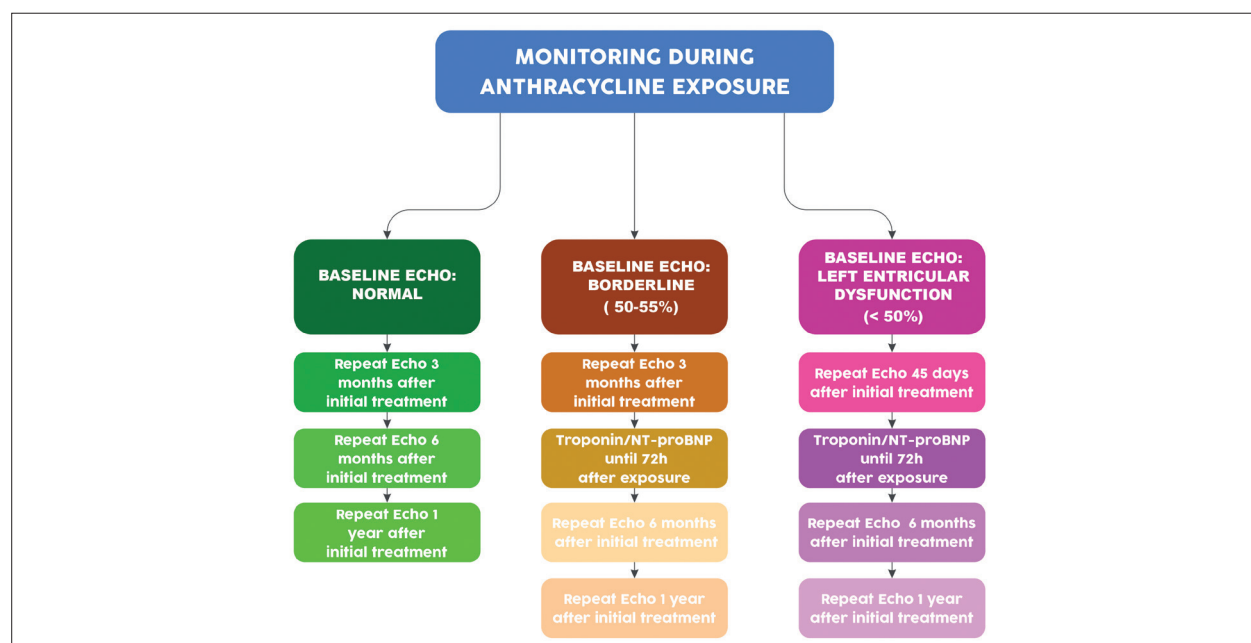 MONITORING DURING
ANTHRACYCLINE EXPOSURE
BASELINE ECHO:
NORMAL
Repeat Echo 3
months after
initial treatment
Repeat Echo 6
months after
initial treatment
Repeat Echo 1
year after
initial treatment
BASELINE ECHO:
BORDERLINE
( 50-55%)
Repeat Echo 3
months after
initial treatment
Troponin/NT-proBNP
until 72h
after exposure
Repeat Echo 6 months
after initial treatment
Repeat Echo 1 year
after initial treatment
BASELINE ECHO:
LEFT ENTRICULAR
DYSFUNCTION
(< 50%)
Repeat Echo 45 days
after initial treatment
Troponin/NT-proBNP
until 72h
after exposure
Repeat Echo 6 months
after initial treatment
Repeat Echo 1 year
after initial treatment